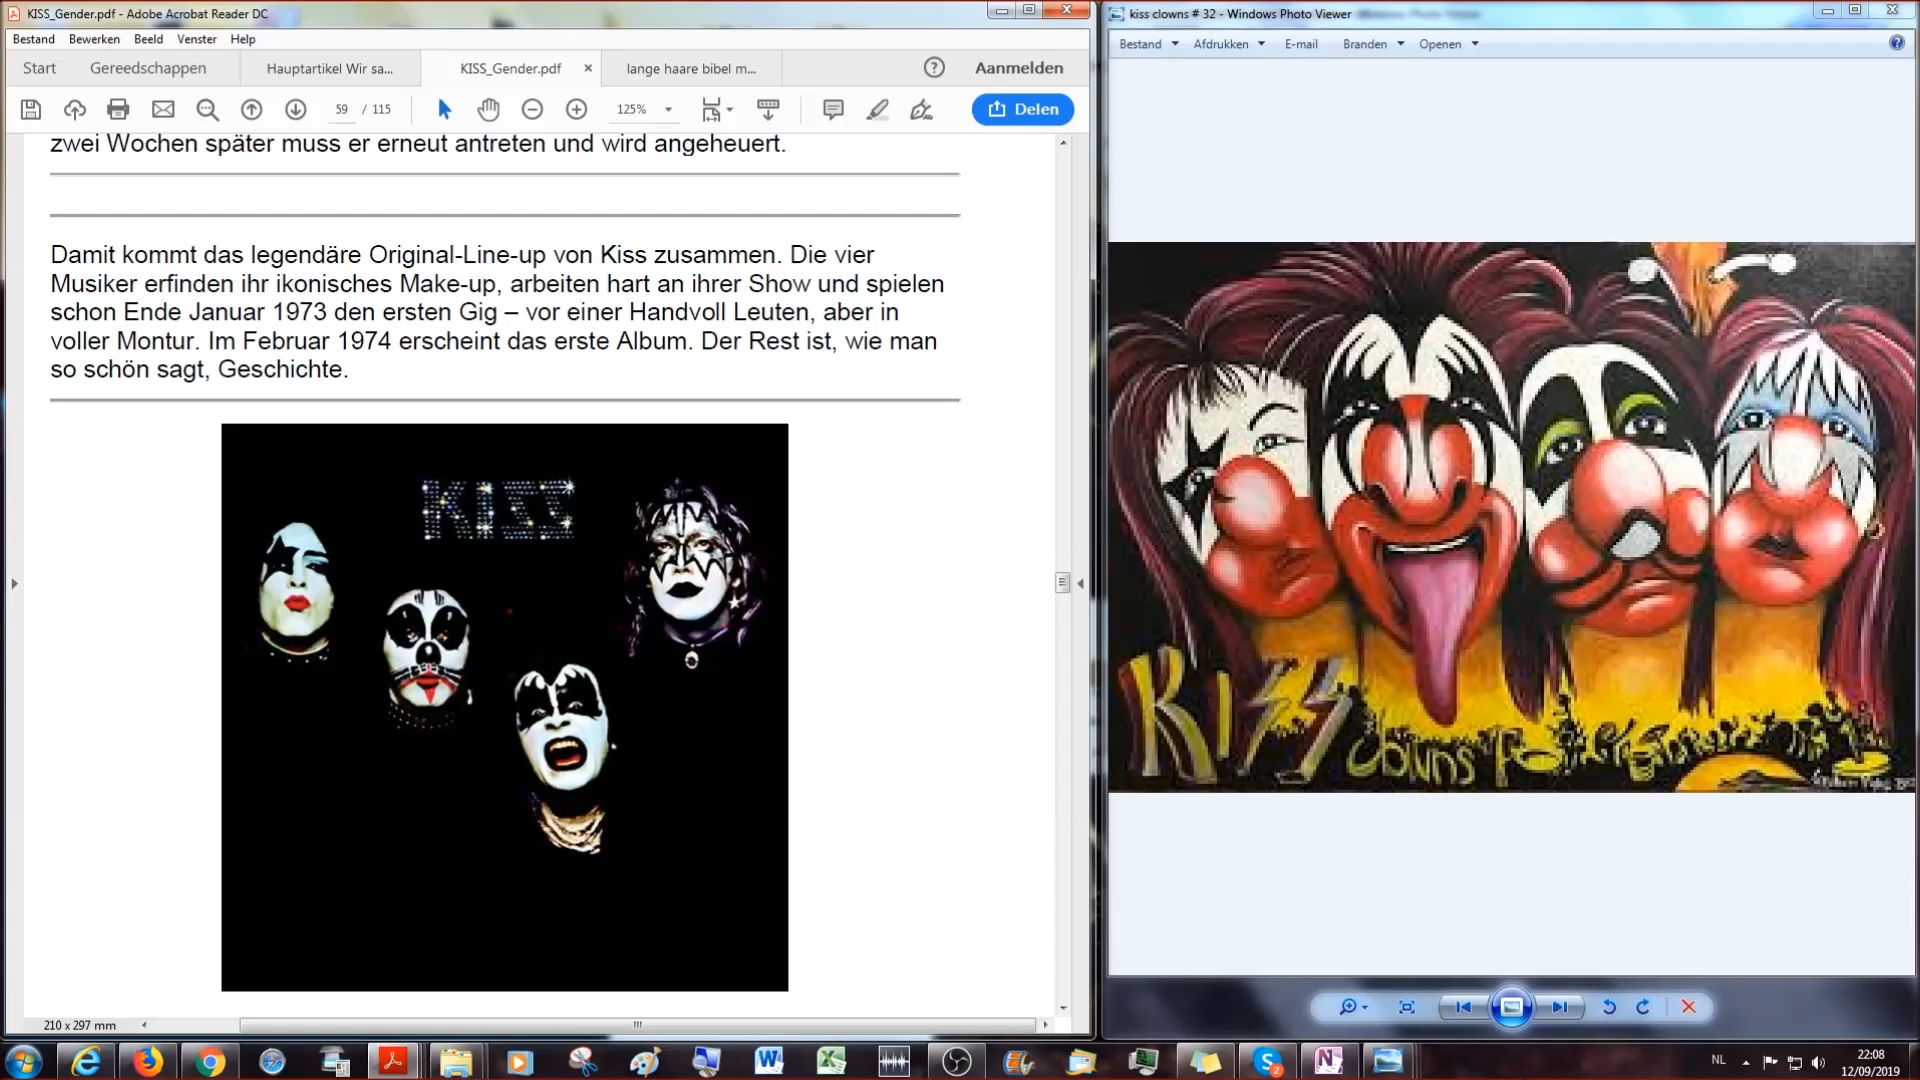 KISS_Gender.pdf - Adobe Acrobat Reader DC
Bestand Bewerken Beeld Venster Help
Start Gereedschappen Hauptartikel Wir sa... KISS_Gender.pdf × lange haare bibel m... Aanmelden
59 / 115 125% Delen
zwei Wochen später muss er erneut antreten und wird angeheuert.
Damit kommt das legendäre Original-Line-up von Kiss zusammen. Die vier
Musiker erfinden ihr ikonisches Make-up, arbeiten hart an ihrer Show und spielen
schon Ende Januar 1973 den ersten Gig – vor einer Handvoll Leuten, aber in
voller Montur. Im Februar 1974 erscheint das erste Album. Der Rest ist, wie man
so schön sagt, Geschichte.
KISS
210 x 297 mm
kiss clowns # 32 - Windows Photo Viewer
Bestand Afdrukken E-mail Branden Openen
KISS
NL
22:08
12/09/2019